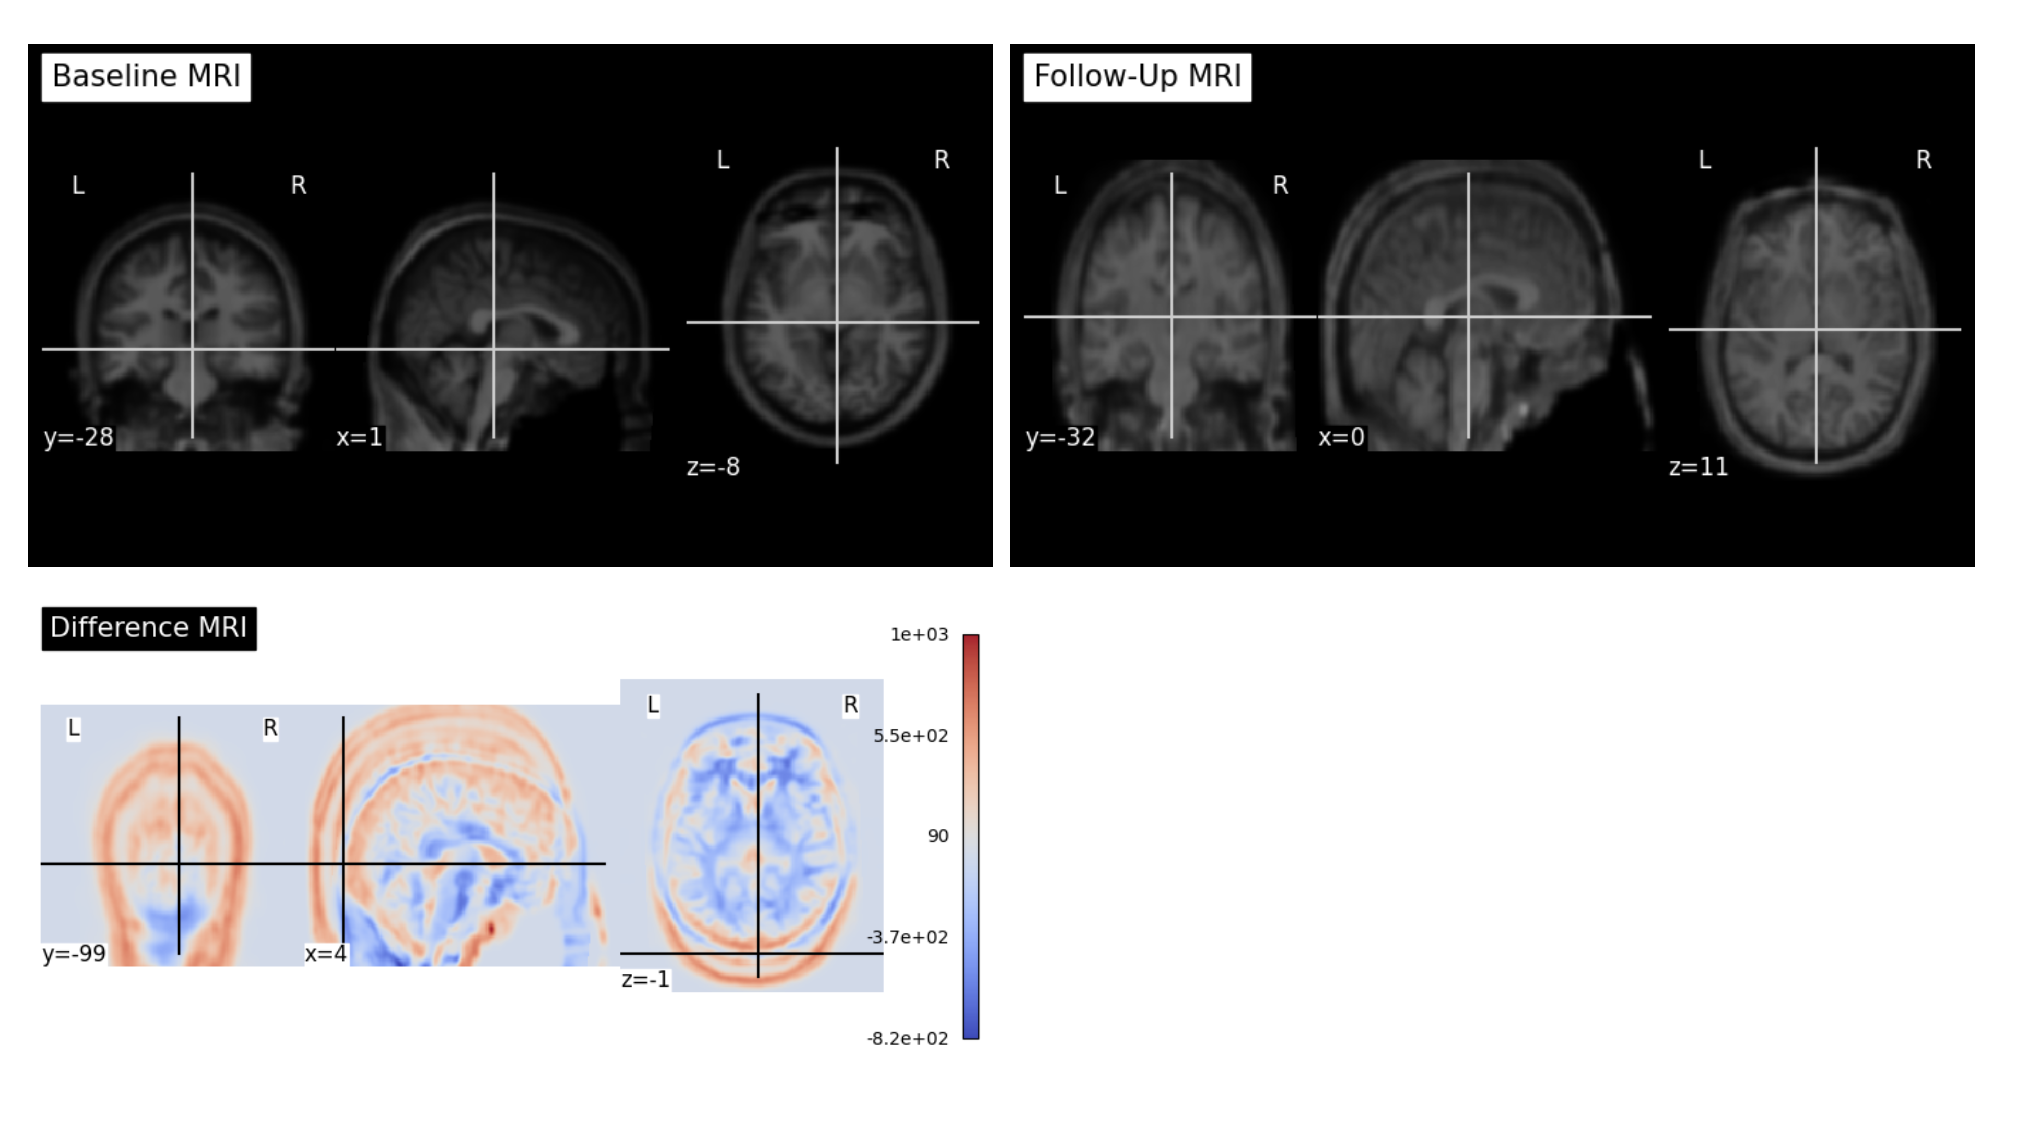 Baseline MRI
L R
L R
y=-28
x=1
z=-8
Follow-Up MRI
L R
L R
y=-32
x=0
z=11
Difference MRI
L R
L R
y=-99
x=4
z=-1
1e+03
5.5e+02
90
-3.7e+02
-8.2e+02